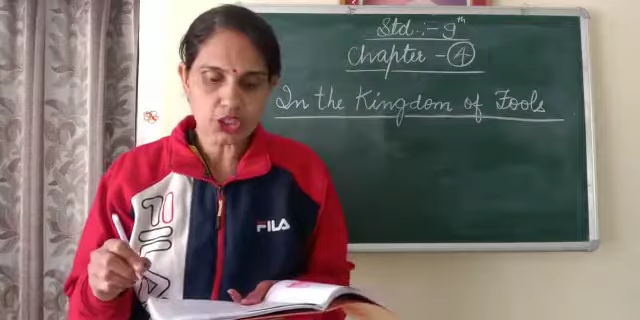 Std :- 9th
Chapter - 4
In the Kingdom of Fools
FILA